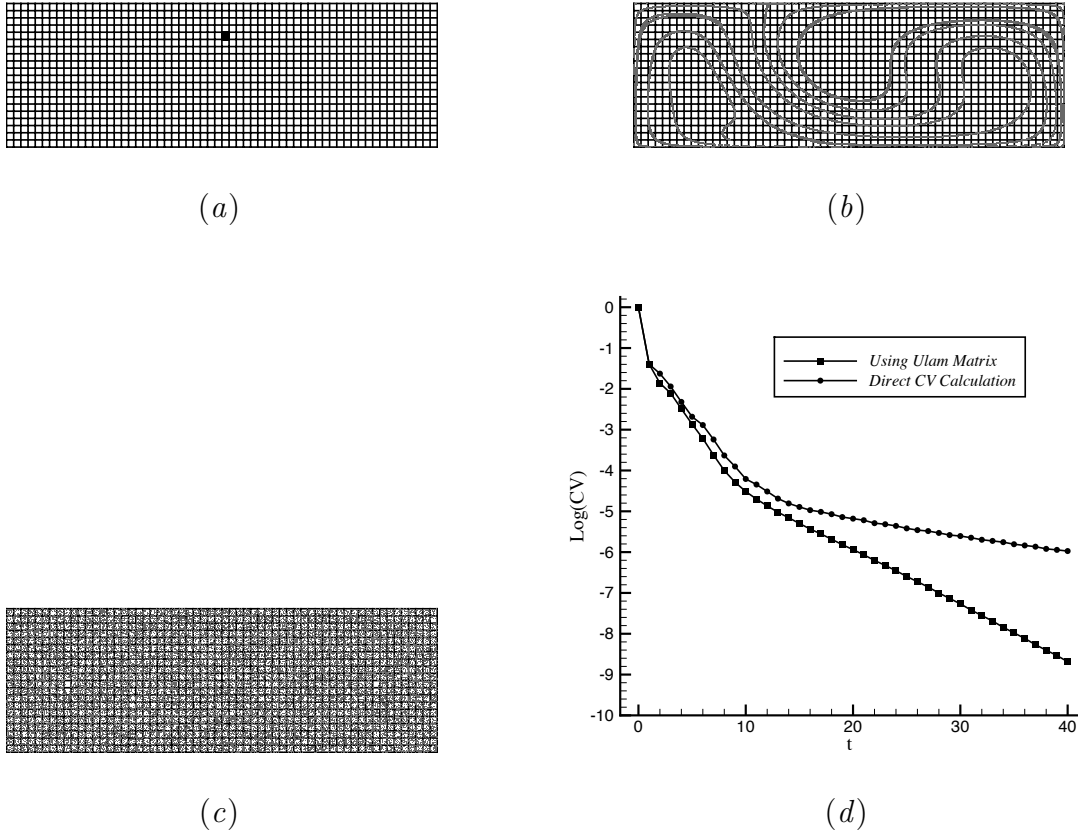 (a)
(b)
0
-1
-2
-3
-4
-5
-6
-7
-8
-9
-10
Log(CV)
Using Ulam Matrix
Direct CV Calculation
0 10 20 30 40
t
(c)
(d)